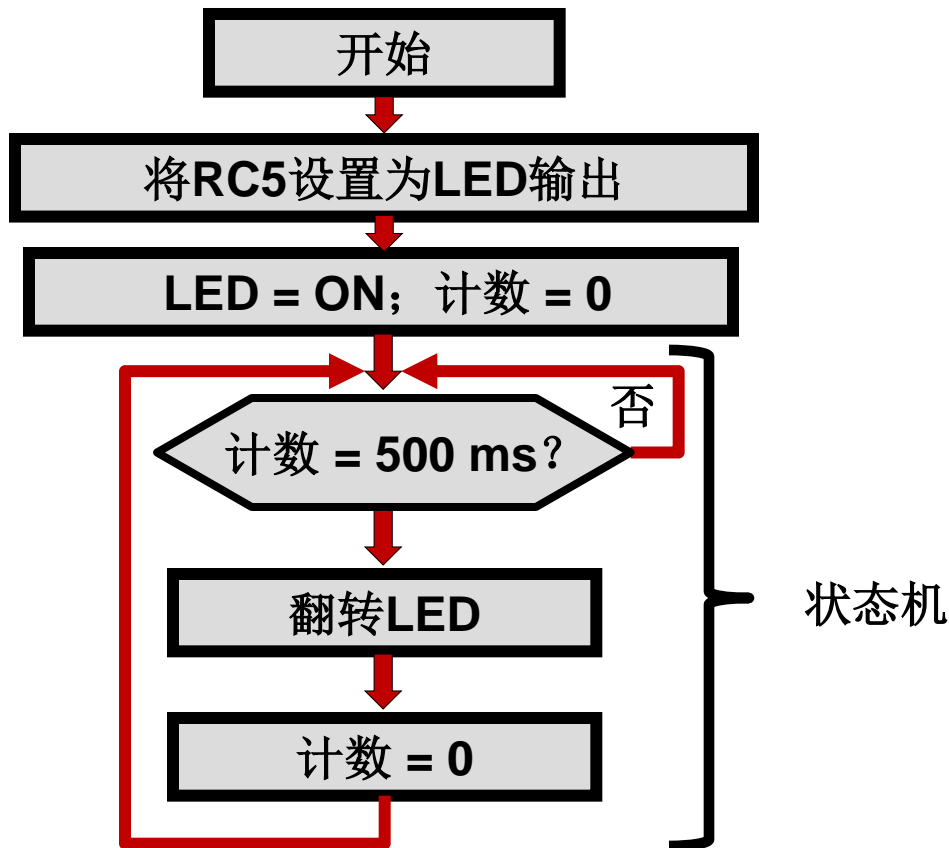 开始
将RC5设置为LED输出
LED = ON；计数 = 0
否
计数 = 500 ms？
翻转LED
状态机
计数 = 0